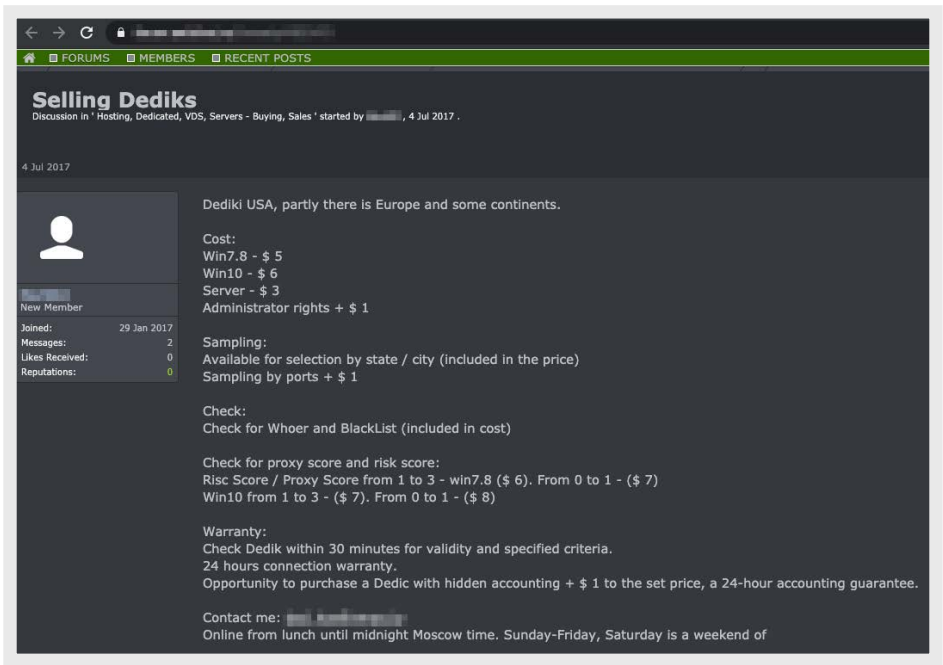 FORUMS MEMBERS RECENT POSTS
Selling Dediks
Discussion in ' Hosting, Dedicated, VDS, Servers - Buying, Sales ' started by , 4 Jul 2017 .
4 Jul 2017
New Member
Joined: 29 Jan 2017
Messages: 2
Likes Received: 0
Reputations: 0
Dediki USA, partly there is Europe and some continents.
Cost:
Win7.8 - $ 5
Win10 - $ 6
Server - $ 3
Administrator rights + $ 1
Sampling:
Available for selection by state / city (included in the price)
Sampling by ports + $ 1
Check:
Check for Whoer and BlackList (included in cost)
Check for proxy score and risk score:
Risc Score / Proxy Score from 1 to 3 - win7.8 ($ 6). From 0 to 1 - ($ 7)
Win10 from 1 to 3 - ($ 7). From 0 to 1 - ($ 8)
Warranty:
Check Dedik within 30 minutes for validity and specified criteria.
24 hours connection warranty.
Opportunity to purchase a Dedic with hidden accounting + $ 1 to the set price, a 24-hour accounting guarantee.
Contact me:
Online from lunch until midnight Moscow time. Sunday-Friday, Saturday is a weekend of